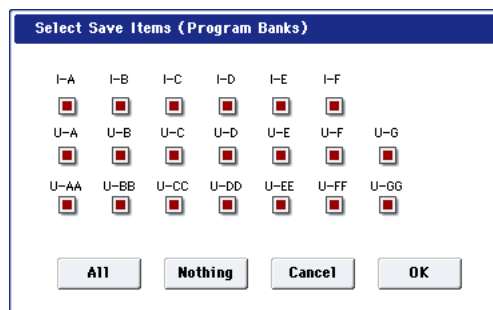 Select Save Items (Program Banks)
I-A I-B I-C I-D I-E I-F
U-A U-B U-C U-D U-E U-F U-G
U-AA U-BB U-CC U-DD U-EE U-FF U-GG
All Nothing Cancel OK